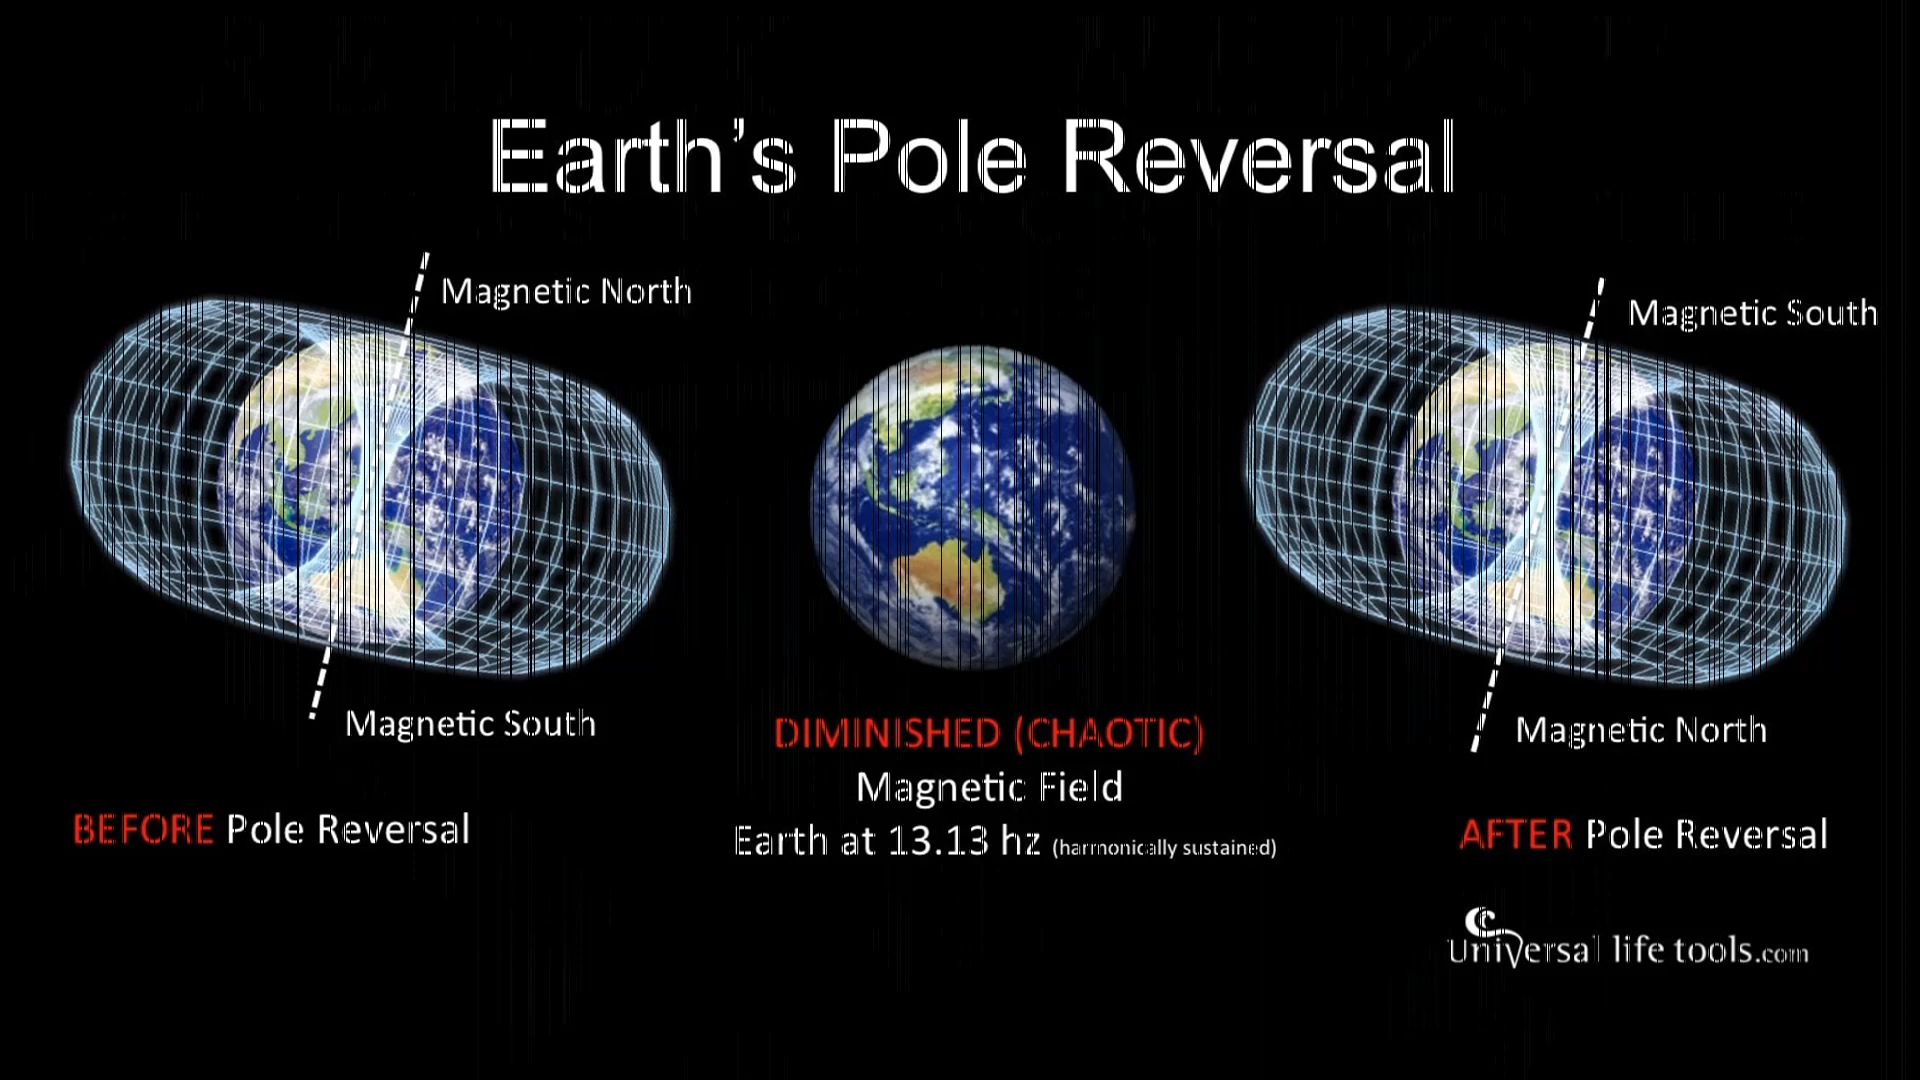 Earth's Pole Reversal
Magnetic North
Magnetic South
BEFORE Pole Reversal
DIMINISHED (CHAOTIC)
Magnetic Field
Earth at 13.13 hz (harmonically sustained)
Magnetic South
Magnetic North
AFTER Pole Reversal
Universal life tools.com